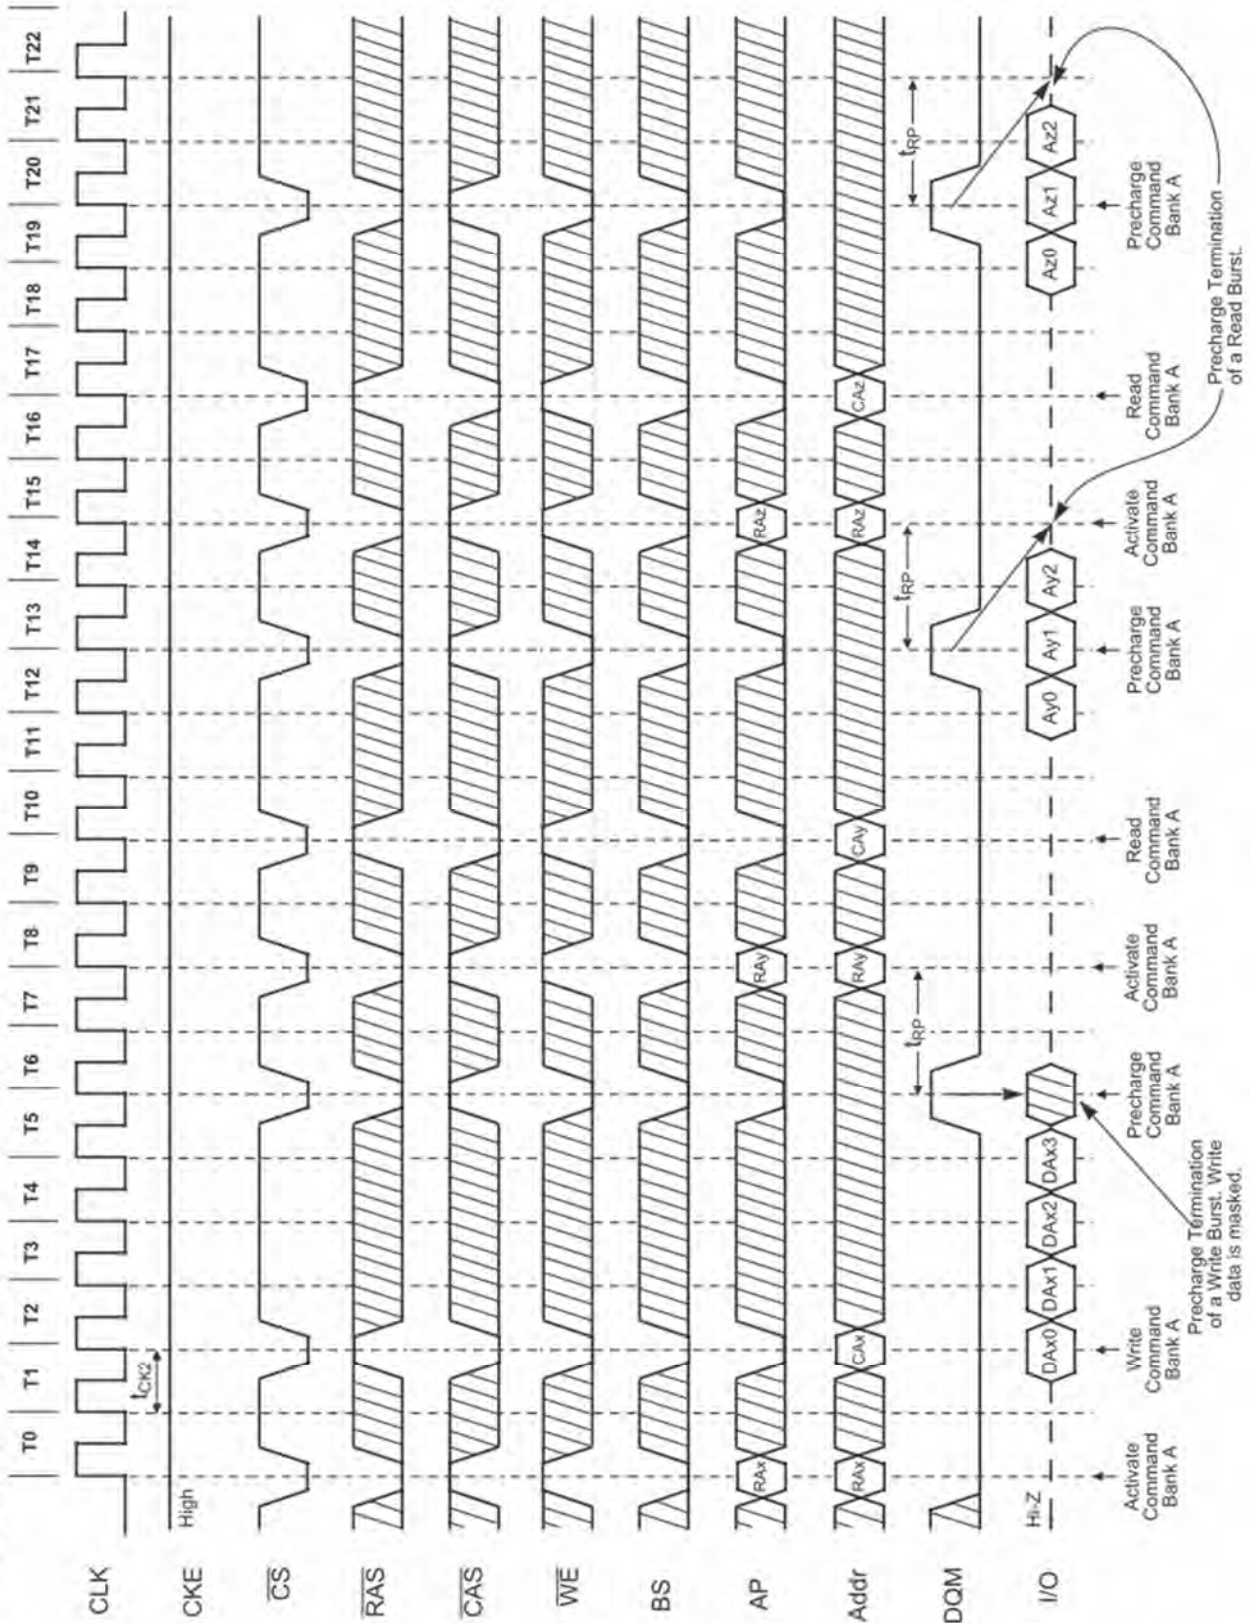 T0 T1 T2 T3 T4 T5 T6 T7 T8 T9 T10 T11 T12 T13 T14 T15 T16 T17 T18 T19 T20 T21 T22
CLK
tCK2
CKE
High
CS
RAS
CAS
WE
BS
AP
RAx RAy RAz
Addr
RAx CAx RAy CAy RAz CAz
DQM
tRP tRP tRP
I/O
Hi-Z
DAx0 DAx1 DAx2 DAx3 Ay0 Ay1 Ay2 Az0 Az1 Az2
Activate
Command
Bank A
Write
Command
Bank A
Precharge
Command
Bank A
Activate
Command
Bank A
Read
Command
Bank A
Precharge
Command
Bank A
Activate
Command
Bank A
Read
Command
Bank A
Precharge
Command
Bank A
Precharge Termination
of a Write Burst. Write
data is masked.
Precharge Termination
of a Read Burst.